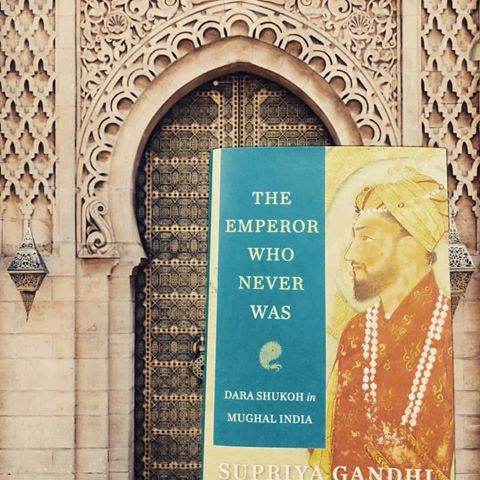 THE
EMPEROR
WHO
NEVER
WAS
DARA SHUKOH in
MUGHAL INDIA
SUPRIYA GANDHI